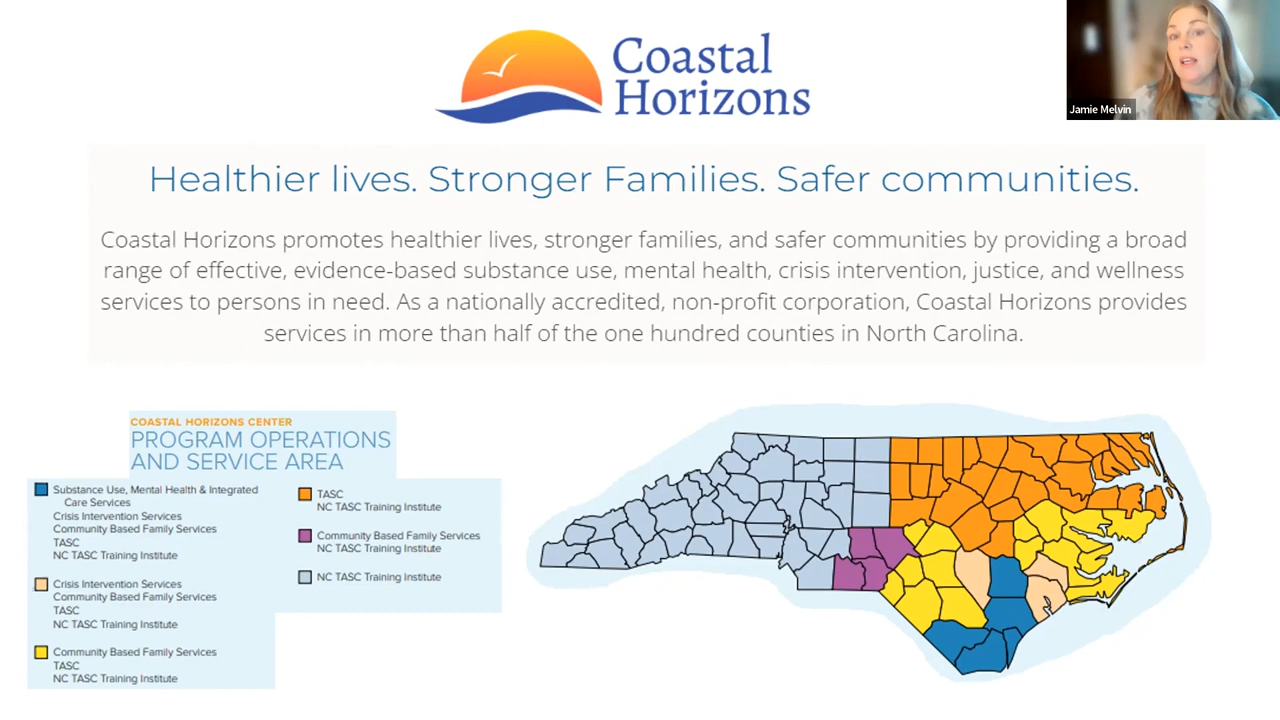 Coastal
Horizons
Jamie Melvin
Healthier lives. Stronger Families. Safer communities.
Coastal Horizons promotes healthier lives, stronger families, and safer communities by providing a broad
range of effective, evidence-based substance use, mental health, crisis intervention, justice, and wellness
services to persons in need. As a nationally accredited, non-profit corporation, Coastal Horizons provides
services in more than half of the one hundred counties in North Carolina.
COASTAL HORIZONS CENTER
PROGRAM OPERATIONS
AND SERVICE AREA
Substance Use, Mental Health & Integrated
Care Services
Crisis Intervention Services
Community Based Family Services
TASC
NC TASC Training Institute
Crisis Intervention Services
Community Based Family Services
TASC
NC TASC Training Institute
Community Based Family Services
TASC
NC TASC Training Institute
TASC
NC TASC Training Institute
Community Based Family Services
NC TASC Training Institute
NC TASC Training Institute